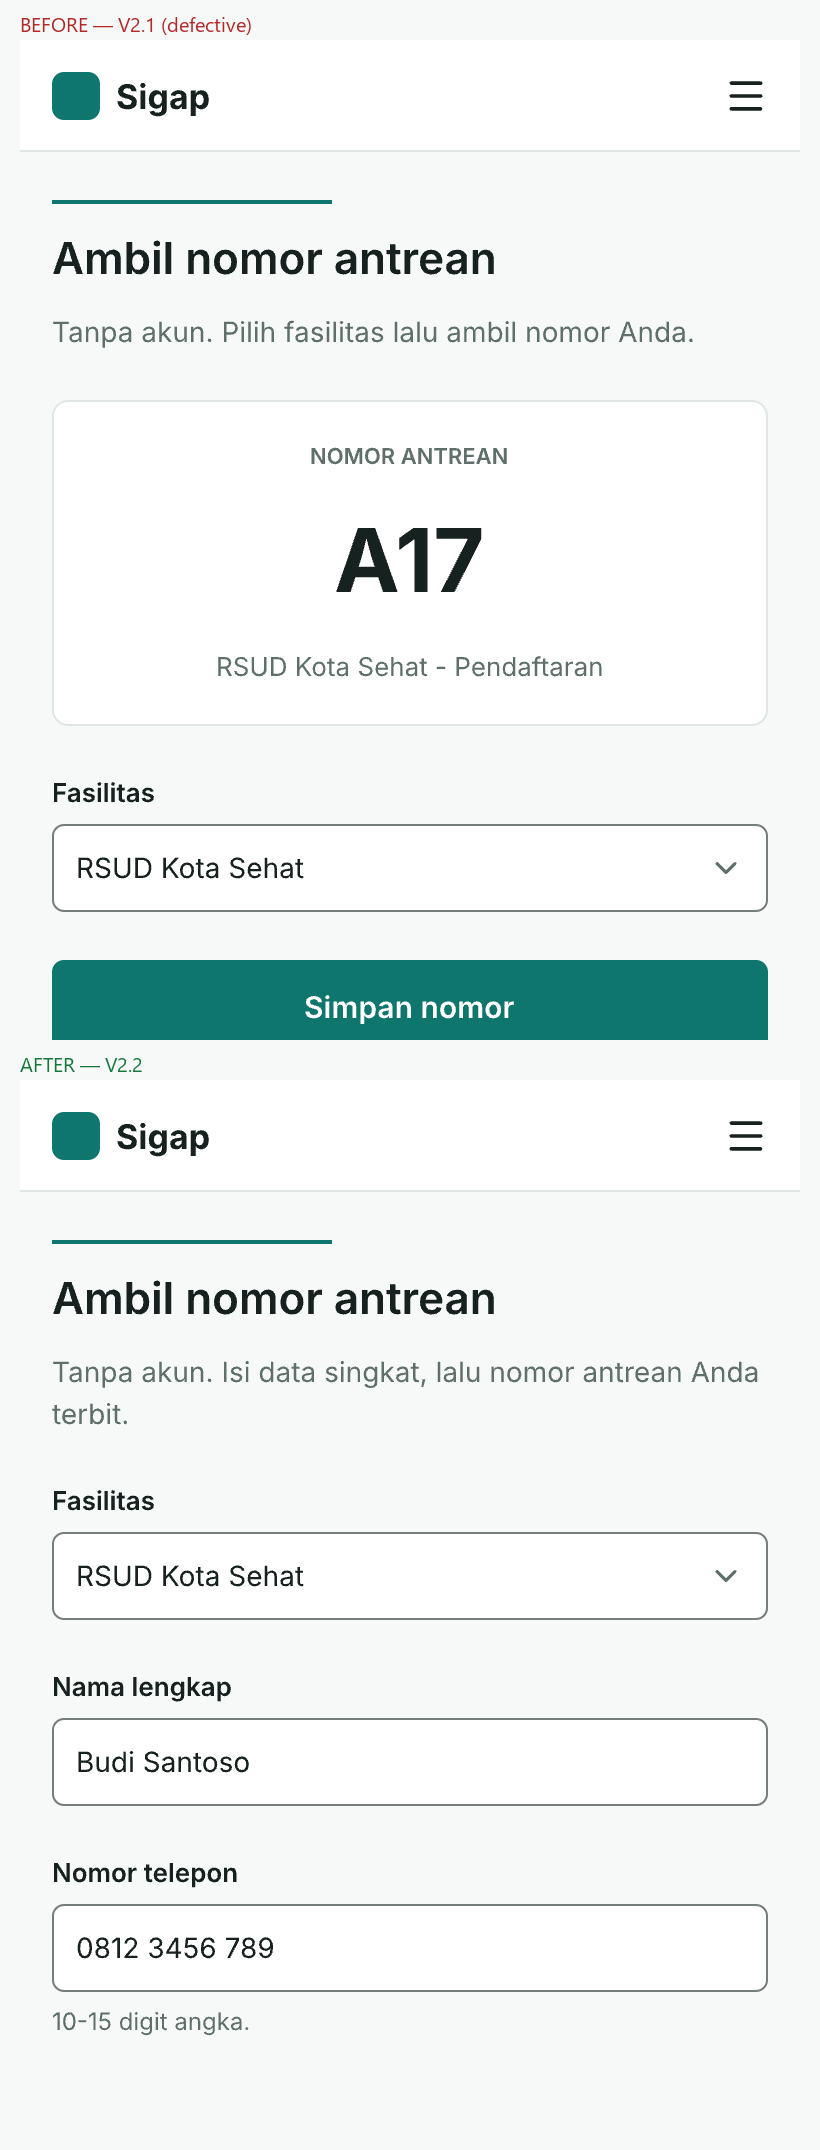 BEFORE — V2.1 (defective)
Sigap
Ambil nomor antrean
Tanpa akun. Pilih fasilitas lalu ambil nomor Anda.
NOMOR ANTREAN
A17
RSUD Kota Sehat - Pendaftaran
Fasilitas
RSUD Kota Sehat
Simpan nomor
AFTER — V2.2
Sigap
Ambil nomor antrean
Tanpa akun. Isi data singkat, lalu nomor antrean Anda
terbit.
Fasilitas
RSUD Kota Sehat
Nama lengkap
Budi Santoso
Nomor telepon
0812 3456 789
10-15 digit angka.